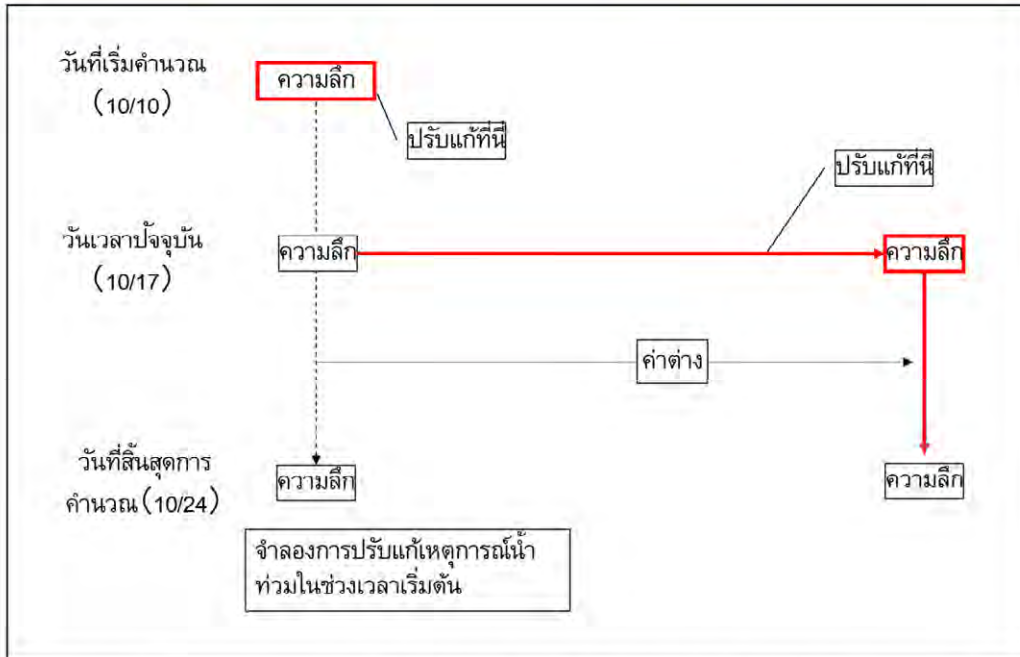 วันที่เริ่มคำนวณ
(10/10)
ความลึก
ปรับแก้ที่นี่
ปรับแก้ที่นี่
วันเวลาปัจจุบัน
(10/17)
ความลึก
ความลึก
ค่าต่าง
วันที่สิ้นสุดการ
คำนวณ(10/24)
ความลึก
ความลึก
จำลองการปรับแก้เหตุการณ์น้ำ
ท่วมในช่วงเวลาเริ่มต้น